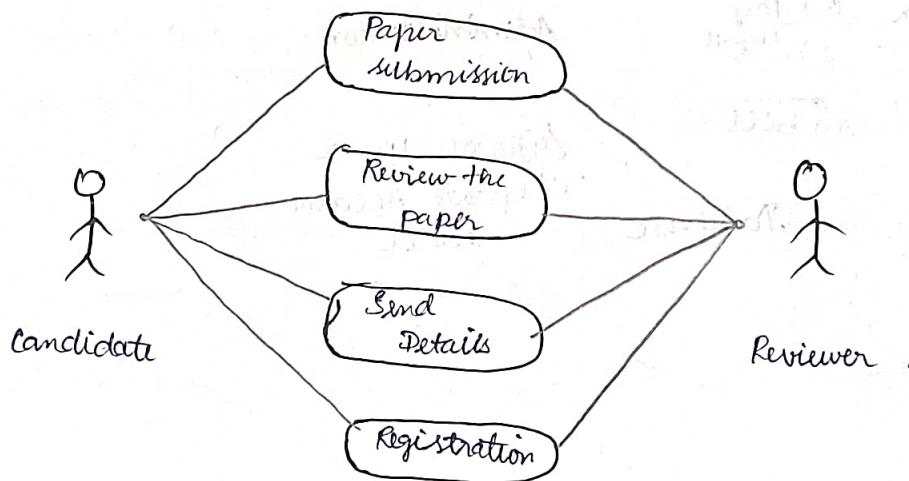 Paper
submission
Review the
paper
Send
Details
Candidate
Reviewer
Registration